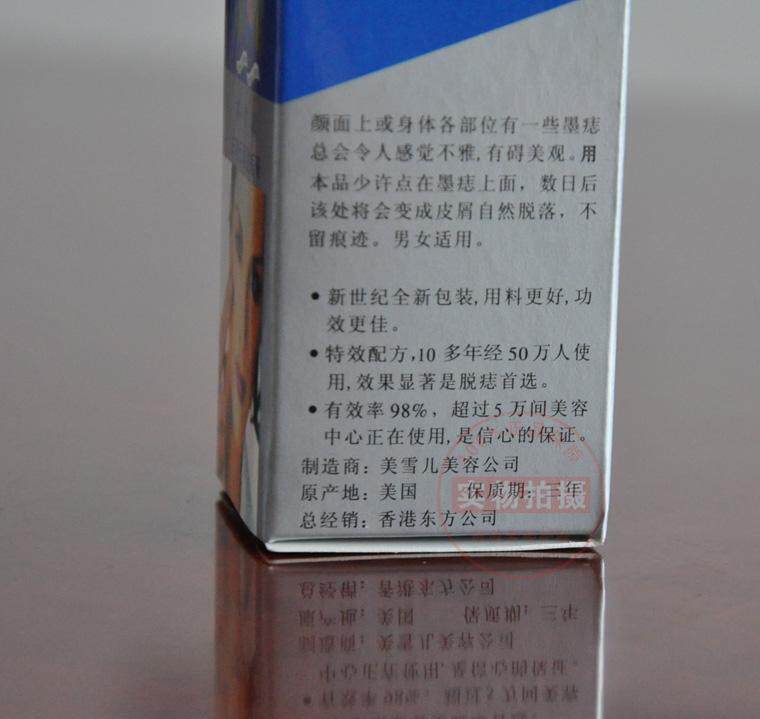 颜面上或身体各部位有一些墨痣
总会令人感觉不雅,有碍美观。用
本品少许点在墨痣上面，数日后
该处将会变成皮屑自然脱落，不
留痕迹。男女适用。
• 新世纪全新包装,用料更好,功
效更佳。
• 特效配方,10 多年经 50 万人使
用,效果显著是脱痣首选。
• 有效率 98%，超过 5 万间美容
中心正在使用,是信心的保证。
制造商：美雪儿美容公司
原产地：美国 保质期：三年
总经销：香港东方公司
实物拍摄